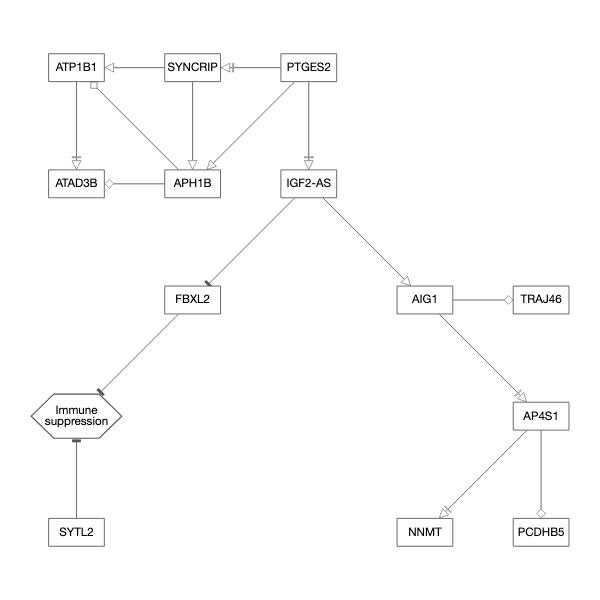 ATP1B1
SYNCRIP
PTGES2
ATAD3B
APH1B
IGF2-AS
FBXL2
AIG1
TRAJ46
Immune
suppression
AP4S1
SYTL2
NNMT
PCDHB5